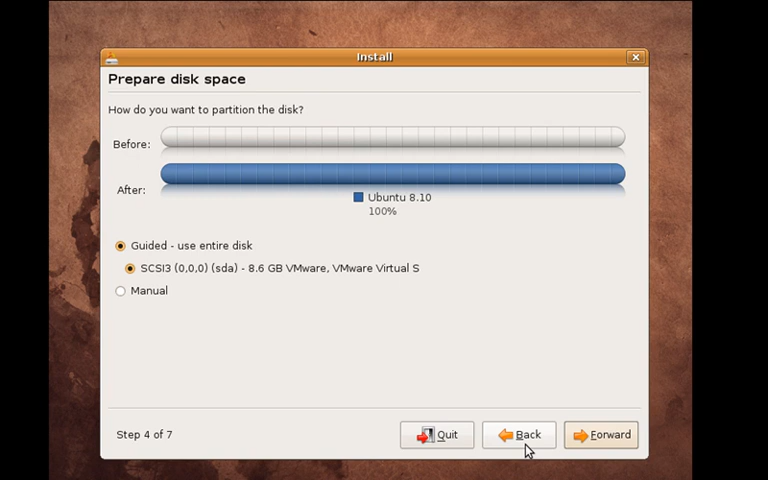 Install
Prepare disk space
How do you want to partition the disk?
Before:
After:
Ubuntu 8.10
100%
Guided - use entire disk
SCSI3 (0,0,0) (sda) - 8.6 GB VMware, VMware Virtual S
Manual
Step 4 of 7
Quit
Back
Forward